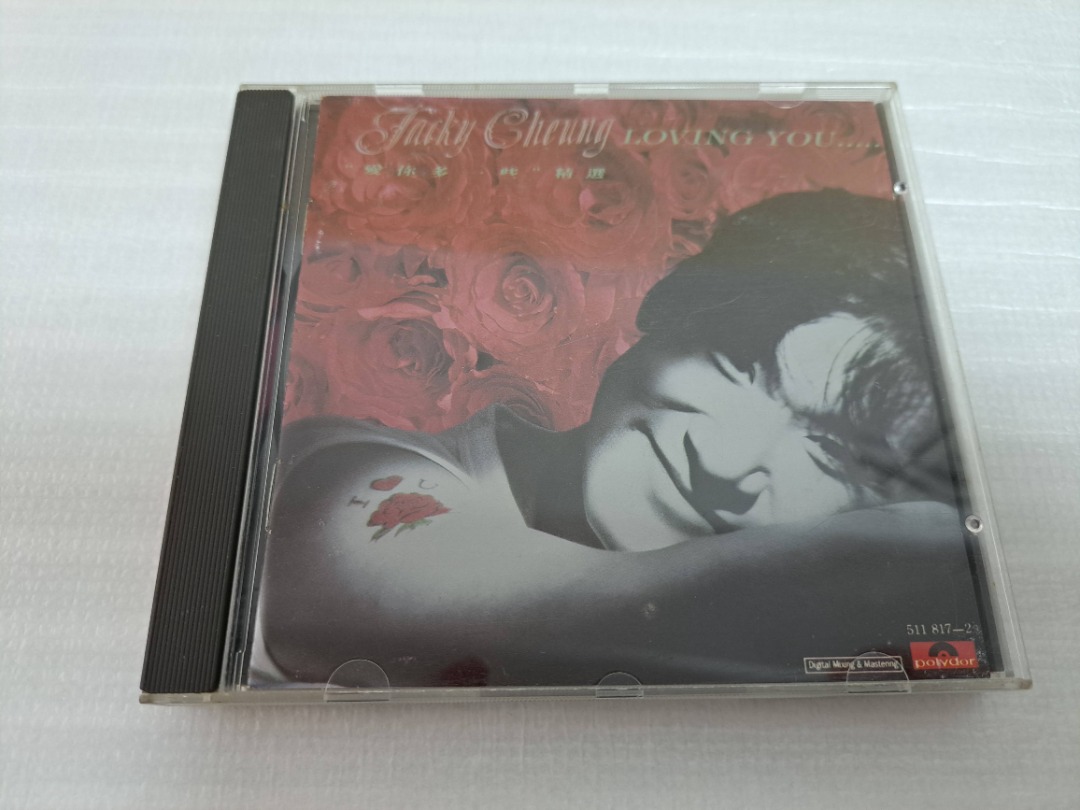 Jacky Cheung LOVING YOU.....
愛你多一些"精選
I ♥ U
511 817—2
Digital Mixing & Mastering
polydor